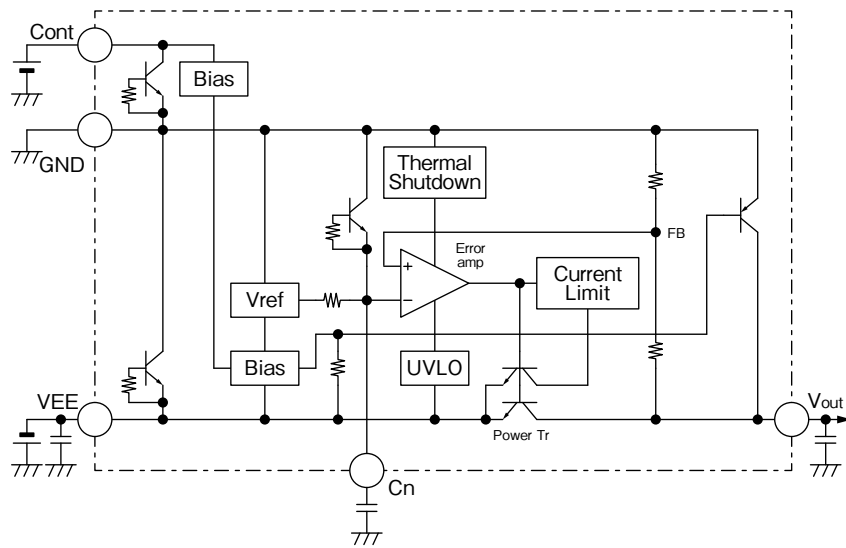 Cont
Bias
GND
Thermal
Shutdown
FB
Error
amp
+
−
Vref
Current
Limit
Bias
UVLO
VEE
Vout
Power Tr
Cn